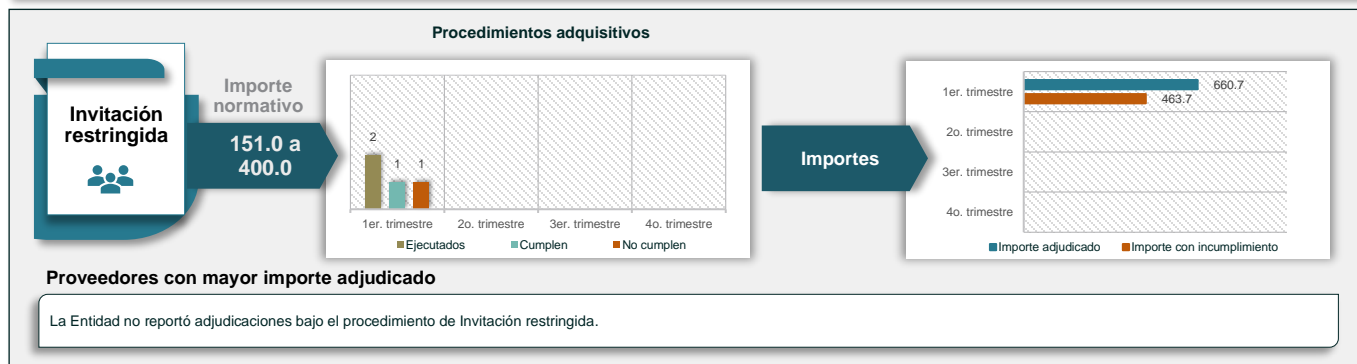 Procedimientos adquisitivos
Invitación
restringida
Importe
normativo
151.0 a
400.0
2
1
1
1er. trimestre
2o. trimestre
3er. trimestre
4o. trimestre
Ejecutados
Cumplen
No cumplen
Importes
1er. trimestre
660.7
463.7
2o. trimestre
3er. trimestre
4o. trimestre
Importe adjudicado
Importe con incumplimiento
Proveedores con mayor importe adjudicado
La Entidad no reportó adjudicaciones bajo el procedimiento de Invitación restringida.